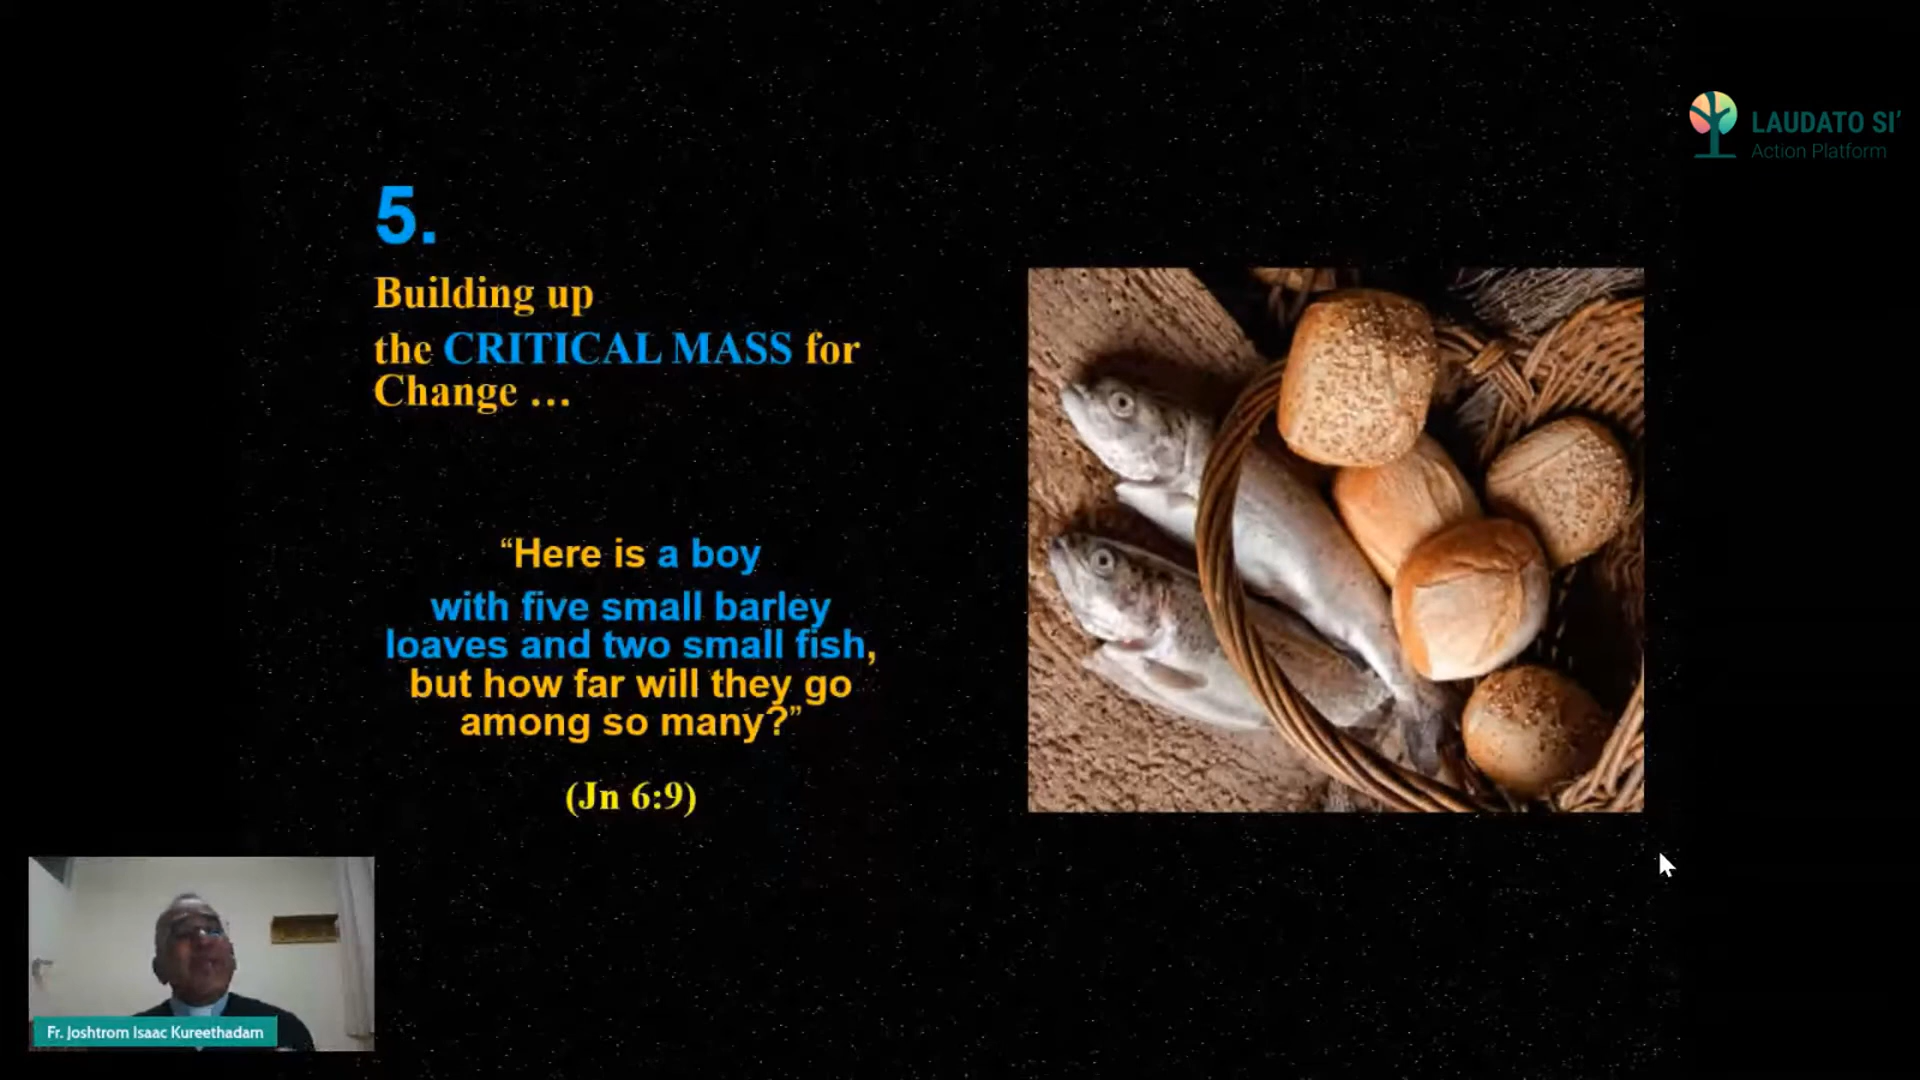 LAUDATO SI’
Action Platform
5.
Building up
the CRITICAL MASS for
Change …
“Here is a boy
with five small barley
loaves and two small fish,
but how far will they go
among so many?”
(Jn 6:9)
Fr. Joshtrom Isaac Kureethadam